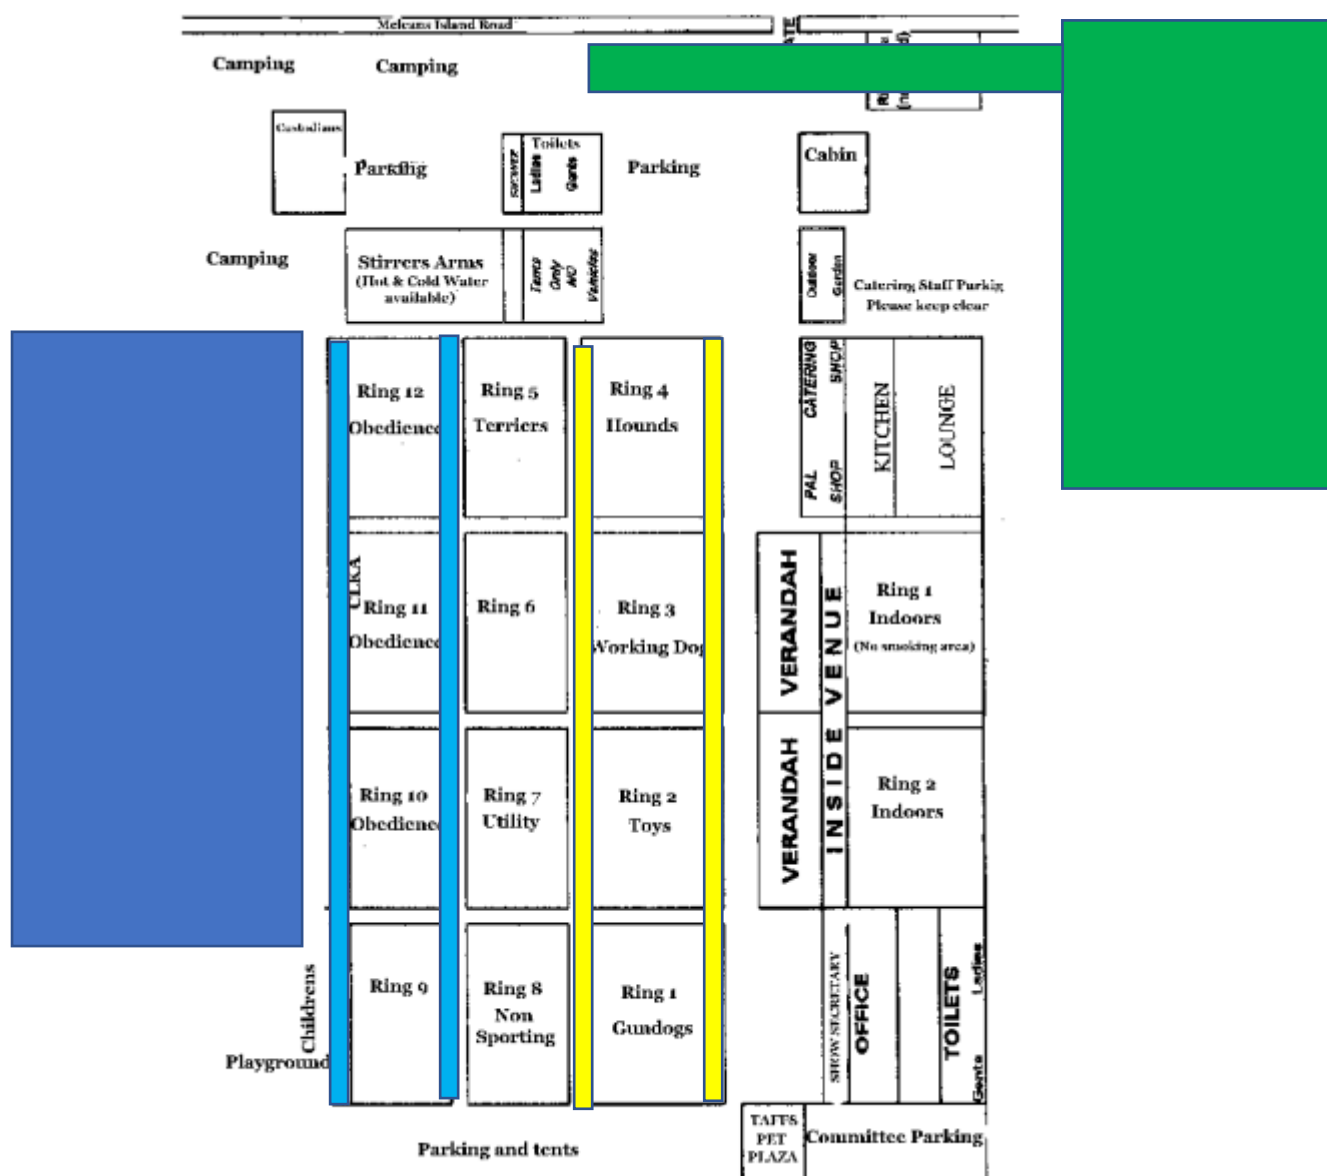 Melcans Island Road
Camping
Camping
Custodians
Parking
SHOWER
Toilets
Ladies
Gents
Parking
Cabin
Camping
Stirrers Arms
(Hot & Cold Water
available)
Tents
Only
NO
Vehicles
Outdoor
Garden
Catering Staff Parkig
Please keep clear
Ring 12
Obedience
Ring 5
Terriers
Ring 4
Hounds
CATERING
SHOP
PAL
SHOP
KITCHEN
LOUNGE
Ring 11
Obedience
Ring 6
Ring 3
Working Dog
VERANDAH
INSIDE VENUE
Ring 1
Indoors
(No smoking area)
Ring 10
Obedience
Ring 7
Utility
Ring 2
Toys
VERANDAH
Ring 2
Indoors
Childrens
Playground
Ring 9
Ring 8
Non
Sporting
Ring 1
Gundogs
SHOW SECRETARY
OFFICE
TOILETS
Ladies
Gents
Parking and tents
TAFFS
PET
PLAZA
Committee Parking